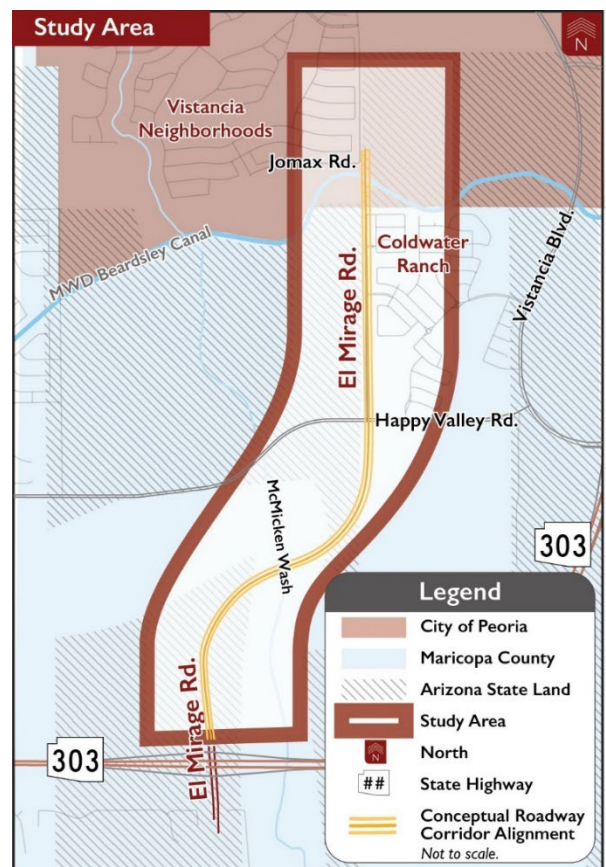 Study Area
N
Vistancia
Neighborhoods
Jomax Rd.
MWD Beardsley Canal
Coldwater
Ranch
Vistancia Blvd.
El Mirage Rd.
Happy Valley Rd.
McMicken Wash
303
El Mirage Rd.
303
Legend
City of Peoria
Maricopa County
Arizona State Land
Study Area
N
North
##
State Highway
Conceptual Roadway
Corridor Alignment
Not to scale.